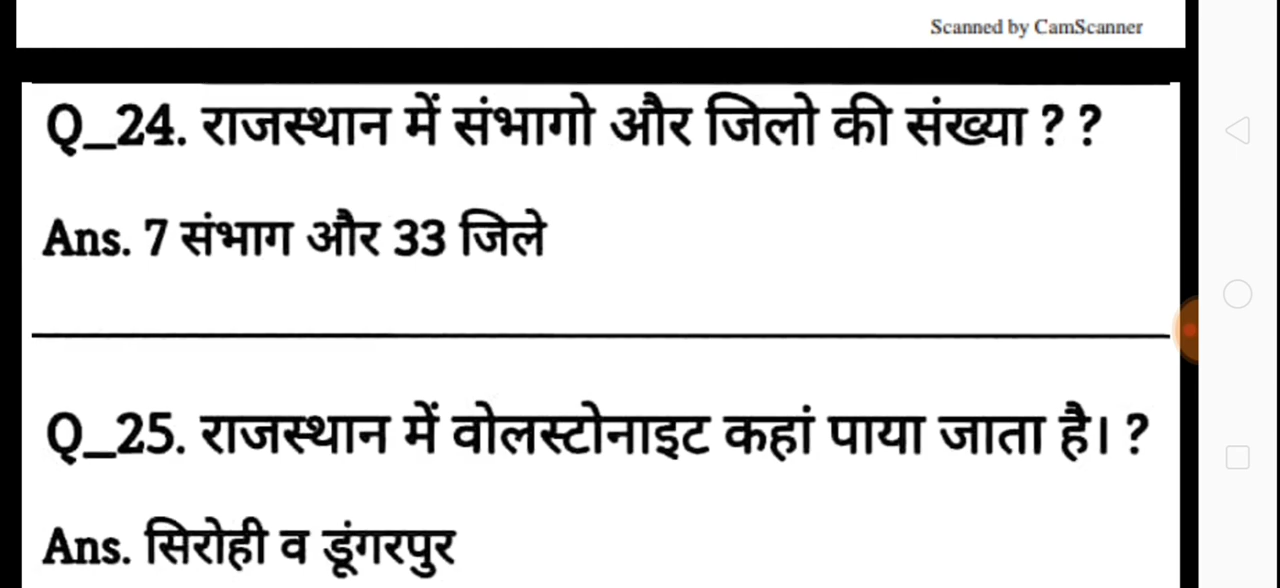 Scanned by CamScanner
Q_24. राजस्थान में संभागो और जिलो की संख्या ? ?
Ans. 7 संभाग और 33 जिले
Q_25. राजस्थान में वोलस्टोनाइट कहां पाया जाता है। ?
Ans. सिरोही व डूंगरपुर